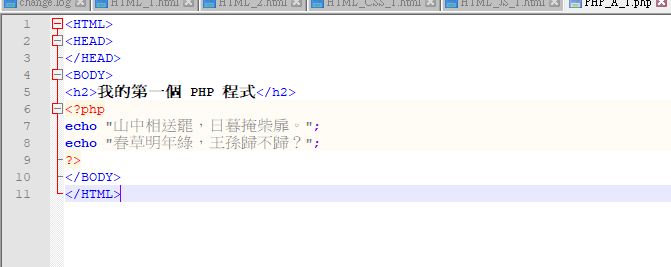 change.log HTML_1.html HTML_2.html HTML_CSS_1.html HTML_JS_1.html PHP_A_1.php
1 <HTML>
2 <HEAD>
3 </HEAD>
4 <BODY>
5 <h2>我的第一個 PHP 程式</h2>
6 <?php
7 echo "山中相送罷，日暮掩柴扉。";
8 echo "春草明年綠，王孫歸不歸？";
9 ?>
10 </BODY>
11 </HTML>